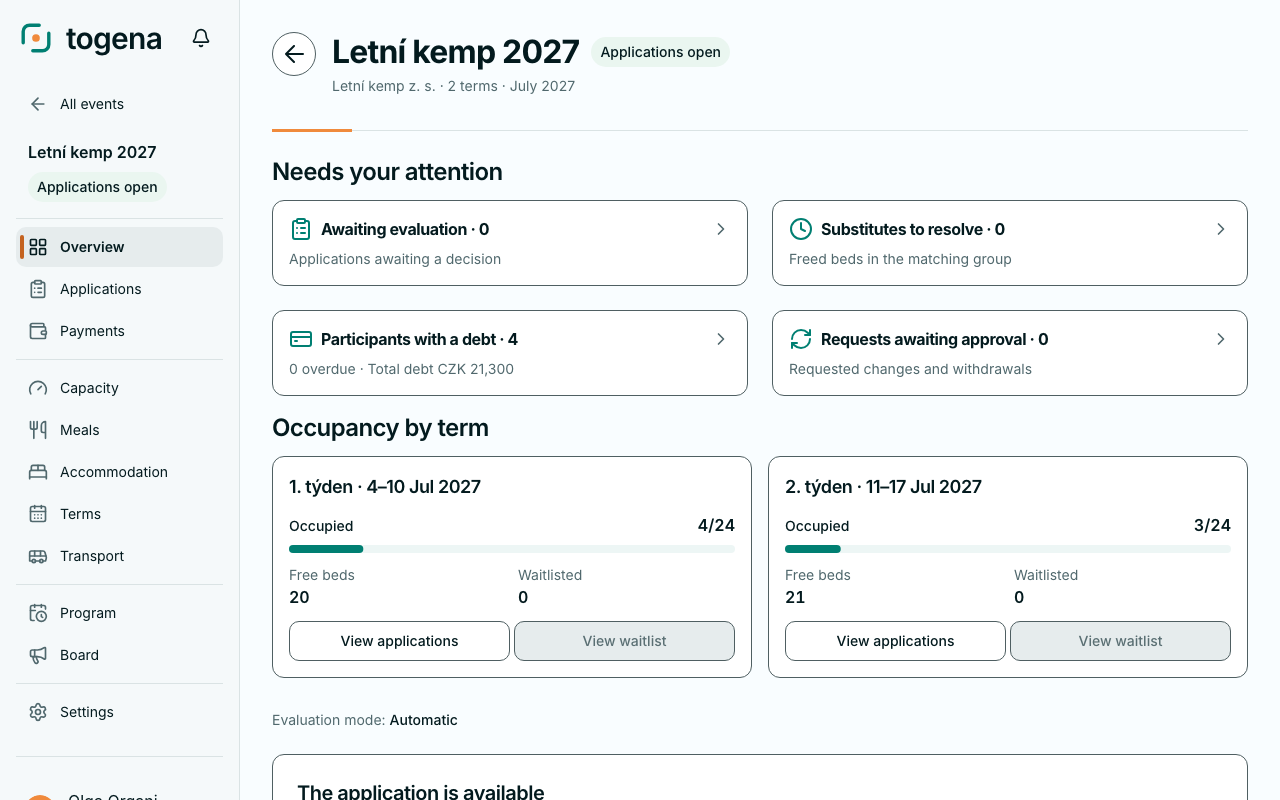 togena
All events
Letní kemp 2027
Applications open
Overview
Applications
Payments
Capacity
Meals
Accommodation
Terms
Transport
Program
Board
Settings
Letní kemp 2027
Applications open
Letní kemp z. s. · 2 terms · July 2027
Needs your attention
Awaiting evaluation · 0
Applications awaiting a decision
Substitutes to resolve · 0
Freed beds in the matching group
Participants with a debt · 4
0 overdue · Total debt CZK 21,300
Requests awaiting approval · 0
Requested changes and withdrawals
Occupancy by term
1. týden · 4–10 Jul 2027
Occupied 4/24
Free beds Waitlisted
20 0
View applications View waitlist
2. týden · 11–17 Jul 2027
Occupied 3/24
Free beds Waitlisted
21 0
View applications View waitlist
Evaluation mode: Automatic
The application is available